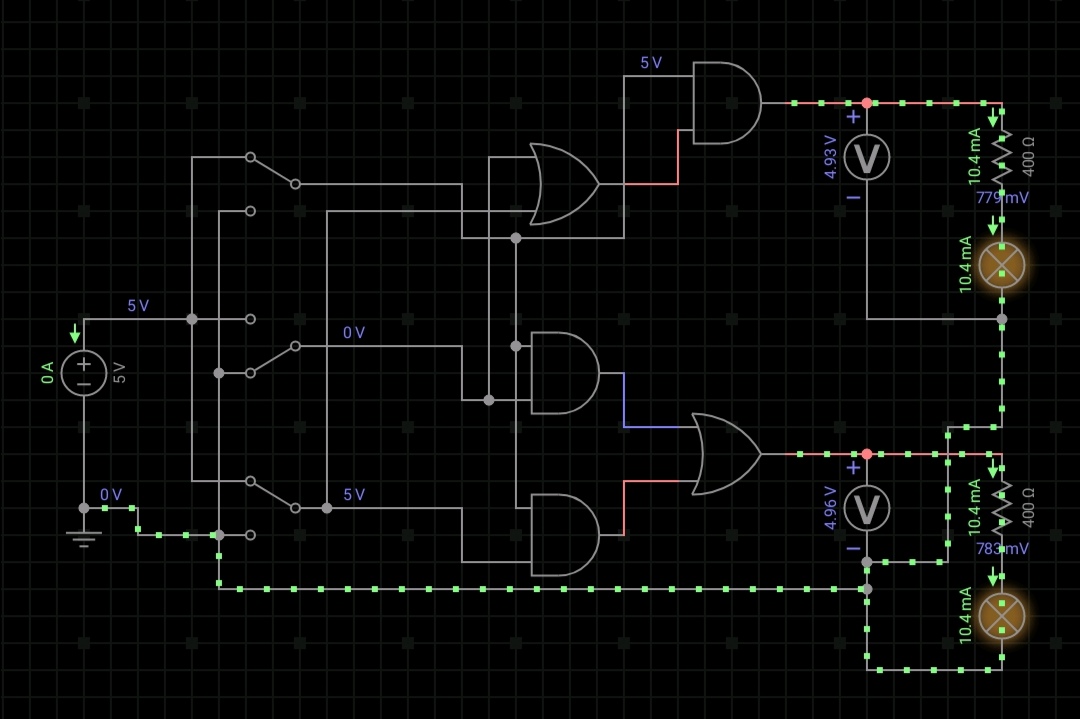 5 V
4.93 V
+
V
−
10.4 mA
400 Ω
779 mV
10.4 mA
5 V
0 V
0 A
+
−
5 V
5 V
0 V
4.96 V
+
V
−
10.4 mA
400 Ω
783 mV
10.4 mA